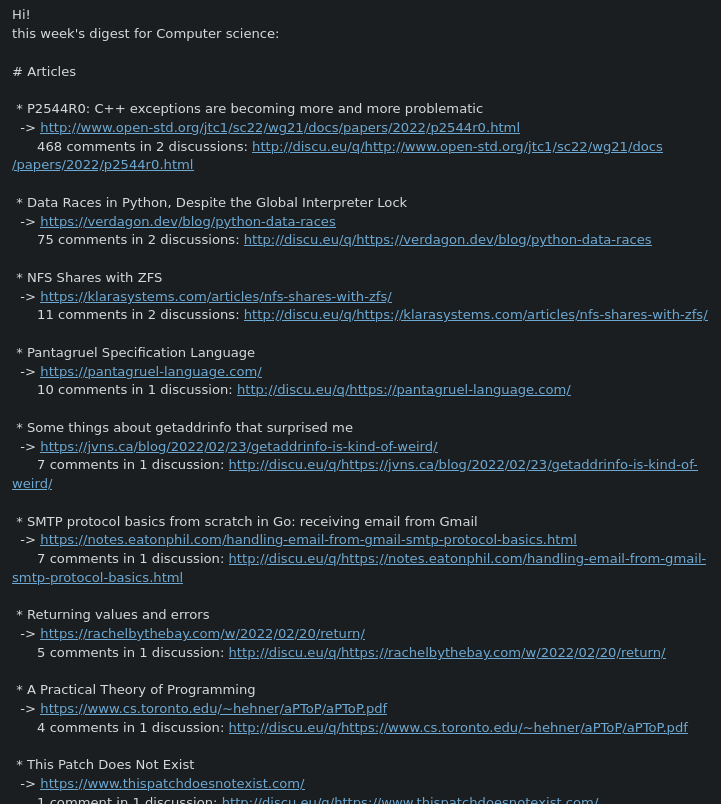 Hi!
this week's digest for Computer science:
# Articles
* P2544R0: C++ exceptions are becoming more and more problematic
-> http://www.open-std.org/jtc1/sc22/wg21/docs/papers/2022/p2544r0.html
468 comments in 2 discussions: http://discu.eu/q/http://www.open-std.org/jtc1/sc22/wg21/docs
/papers/2022/p2544r0.html
* Data Races in Python, Despite the Global Interpreter Lock
-> https://verdagon.dev/blog/python-data-races
75 comments in 2 discussions: http://discu.eu/q/https://verdagon.dev/blog/python-data-races
* NFS Shares with ZFS
-> https://klarasystems.com/articles/nfs-shares-with-zfs/
11 comments in 2 discussions: http://discu.eu/q/https://klarasystems.com/articles/nfs-shares-with-zfs/
* Pantagruel Specification Language
-> https://pantagruel-language.com/
10 comments in 1 discussion: http://discu.eu/q/https://pantagruel-language.com/
* Some things about getaddrinfo that surprised me
-> https://jvns.ca/blog/2022/02/23/getaddrinfo-is-kind-of-weird/
7 comments in 1 discussion: http://discu.eu/q/https://jvns.ca/blog/2022/02/23/getaddrinfo-is-kind-of-
weird/
* SMTP protocol basics from scratch in Go: receiving email from Gmail
-> https://notes.eatonphil.com/handling-email-from-gmail-smtp-protocol-basics.html
7 comments in 1 discussion: http://discu.eu/q/https://notes.eatonphil.com/handling-email-from-gmail-
smtp-protocol-basics.html
* Returning values and errors
-> https://rachelbythebay.com/w/2022/02/20/return/
5 comments in 1 discussion: http://discu.eu/q/https://rachelbythebay.com/w/2022/02/20/return/
* A Practical Theory of Programming
-> https://www.cs.toronto.edu/~hehner/aPToP/aPToP.pdf
4 comments in 1 discussion: http://discu.eu/q/https://www.cs.toronto.edu/~hehner/aPToP/aPToP.pdf
* This Patch Does Not Exist
-> https://www.thispatchdoesnotexist.com/
1 comment in 1 discussion: http://discu.eu/q/https://www.thispatchdoesnotexist.com/